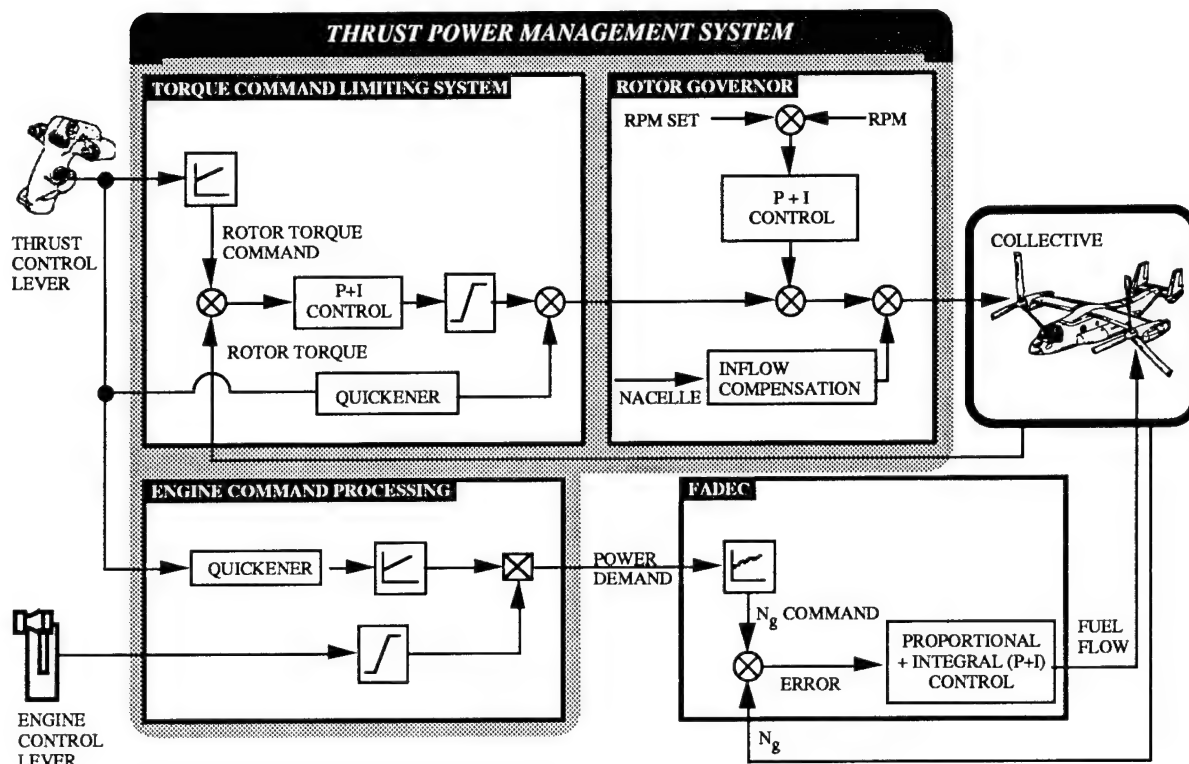 THRUST POWER MANAGEMENT SYSTEM
TORQUE COMMAND LIMITING SYSTEM
ROTOR TORQUE
COMMAND
P+I
CONTROL
ROTOR TORQUE
QUICKENER
ROTOR GOVERNOR
RPM SET
RPM
P + I
CONTROL
NACELLE
INFLOW
COMPENSATION
COLLECTIVE
THRUST
CONTROL
LEVER
ENGINE COMMAND PROCESSING
QUICKENER
POWER
DEMAND
ENGINE
CONTROL
LEVER
FADEC
Ng COMMAND
ERROR
PROPORTIONAL
+ INTEGRAL (P+I)
CONTROL
Ng
FUEL
FLOW